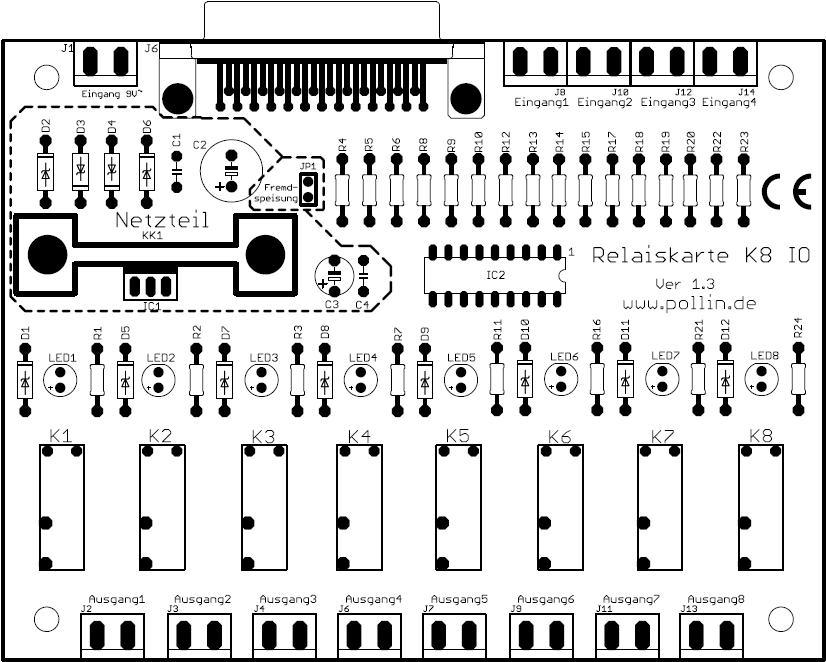 J1
J6
Eingang 9V~
J8
J10
J12
J14
Eingang1 Eingang2 Eingang3 Eingang4
D2 D3 D4 D6 C1 C2
JP1
Fremd-
speisung
R4 R5 R6 R8 R9 R10 R12 R13 R14 R15 R17 R18 R19 R20 R22 R23
CE
Netzteil
KK1
IC1
C3 C4
IC2
1
Relaiskarte K8 IO
Ver 1.3
www.pollin.de
D1 R1 D5 R2 D7 R3 D8 R7 D9 R11 D10 R16 D11 R21 D12 R24
LED1 LED2 LED3 LED4 LED5 LED6 LED7 LED8
K1 K2 K3 K4 K5 K6 K7 K8
Ausgang1 Ausgang2 Ausgang3 Ausgang4 Ausgang5 Ausgang6 Ausgang7 Ausgang8
J2 J3 J4 J6 J7 J9 J11 J13